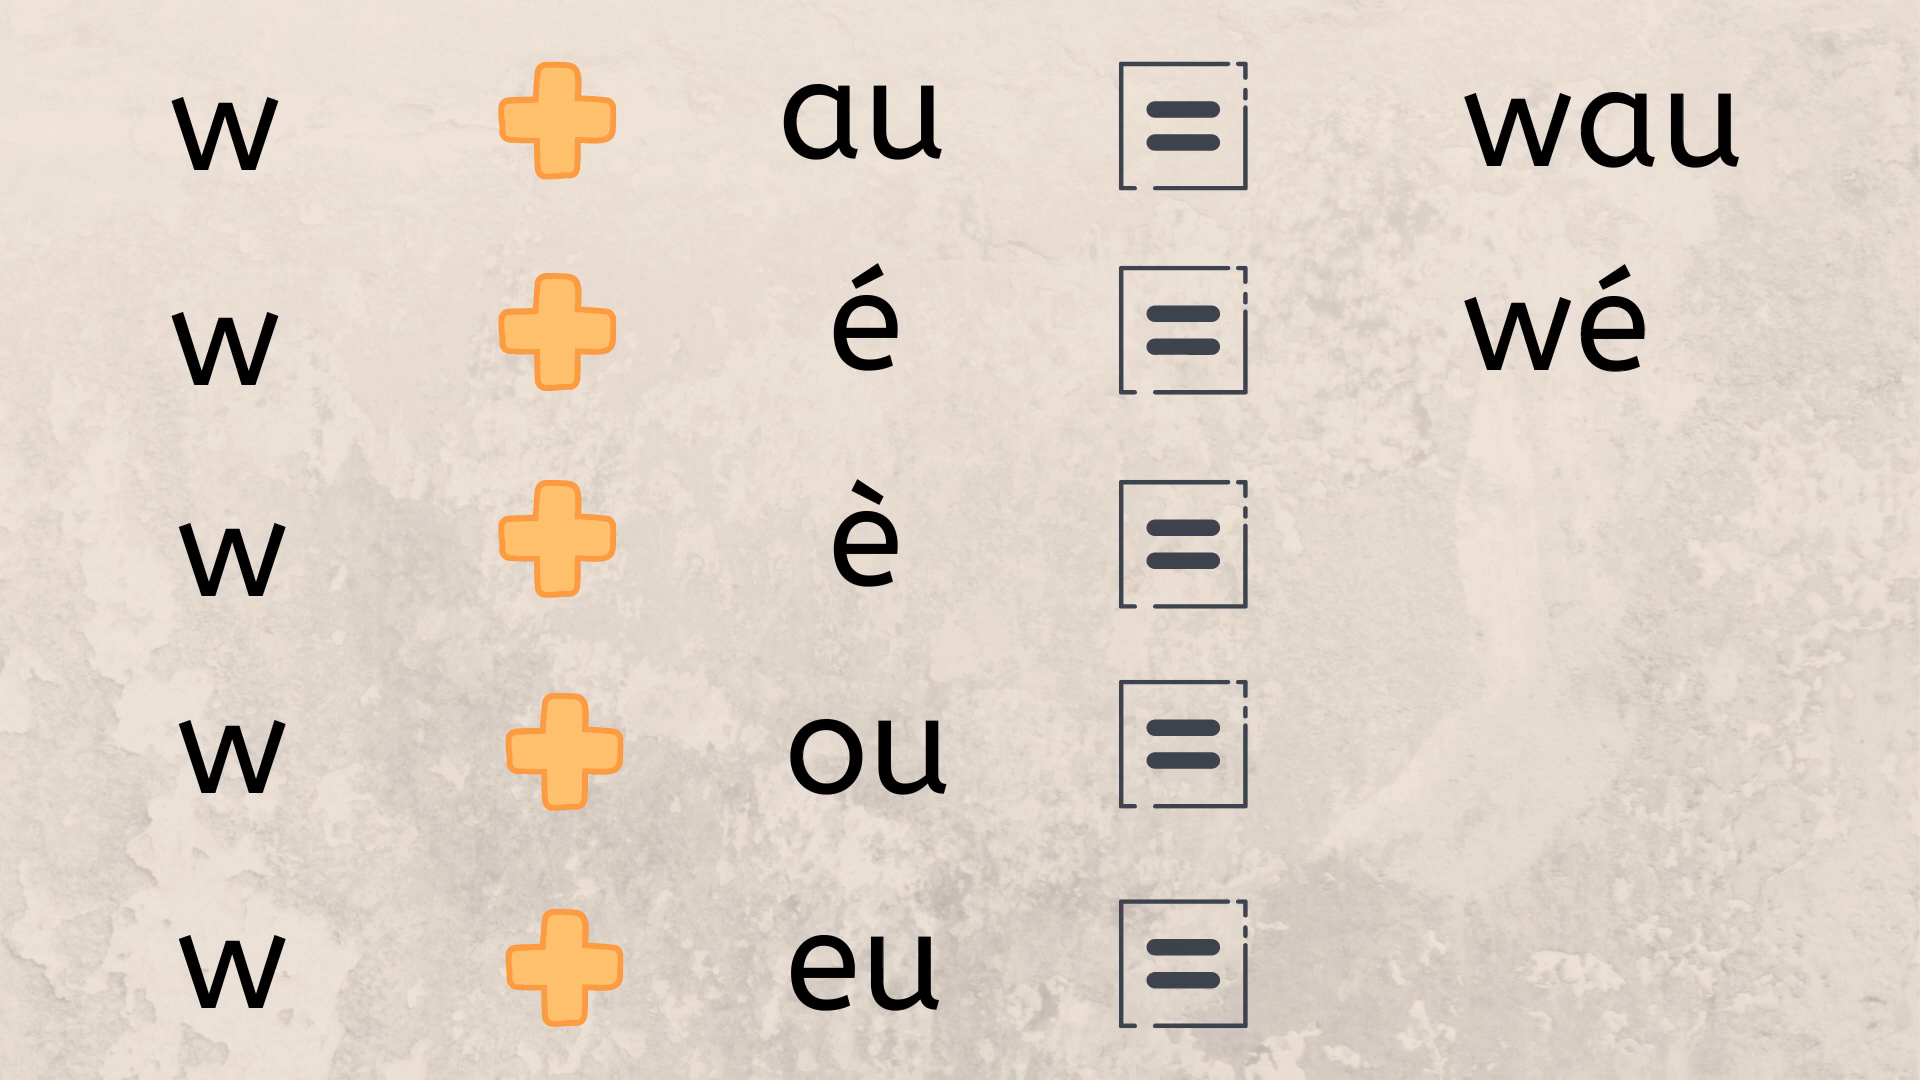 w + au = wau
w + é = wé
w + è =
w + ou =
w + eu =